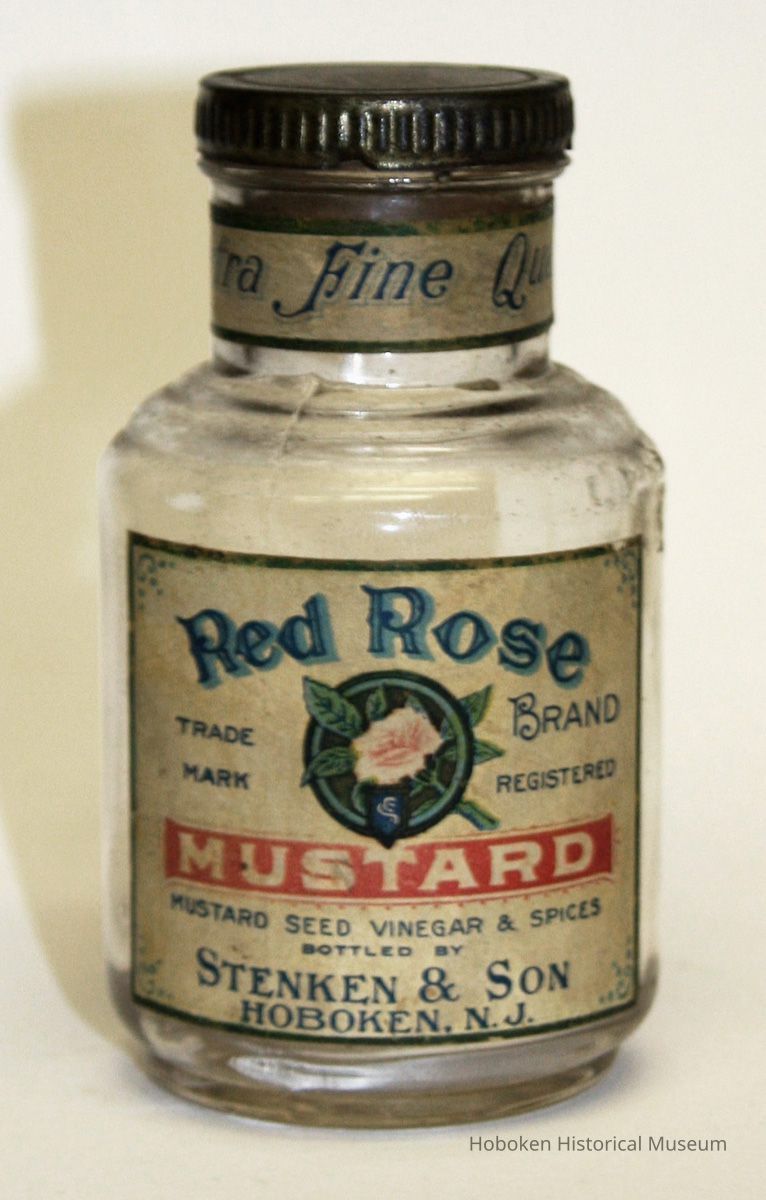 Fine
Red Rose
TRADE MARK
BRAND
REGISTERED
MUSTARD
MUSTARD SEED VINEGAR & SPICES
BOTTLED BY
STENKEN & SON
HOBOKEN, N.J.
Hoboken Historical Museum